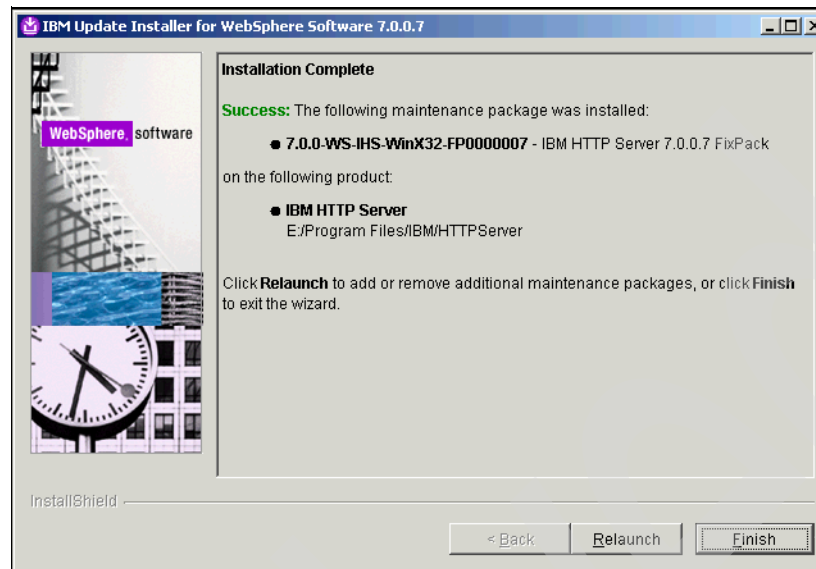 IBM Update Installer for WebSphere Software 7.0.0.7
WebSphere. software
Installation Complete
Success: The following maintenance package was installed:
● 7.0.0-WS-IHS-WinX32-FP0000007 - IBM HTTP Server 7.0.0.7 FixPack
on the following product:
● IBM HTTP Server
E:/Program Files/IBM/HTTPServer
Click Relaunch to add or remove additional maintenance packages, or click Finish
to exit the wizard.
InstallShield
< Back
Relaunch
Finish